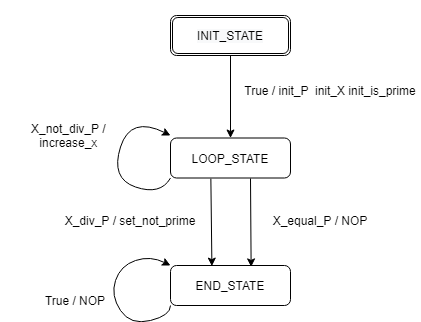 INIT_STATE
True / init_P init_X init_is_prime
X_not_div_P /
increase_x
LOOP_STATE
X_div_P / set_not_prime
X_equal_P / NOP
END_STATE
True / NOP